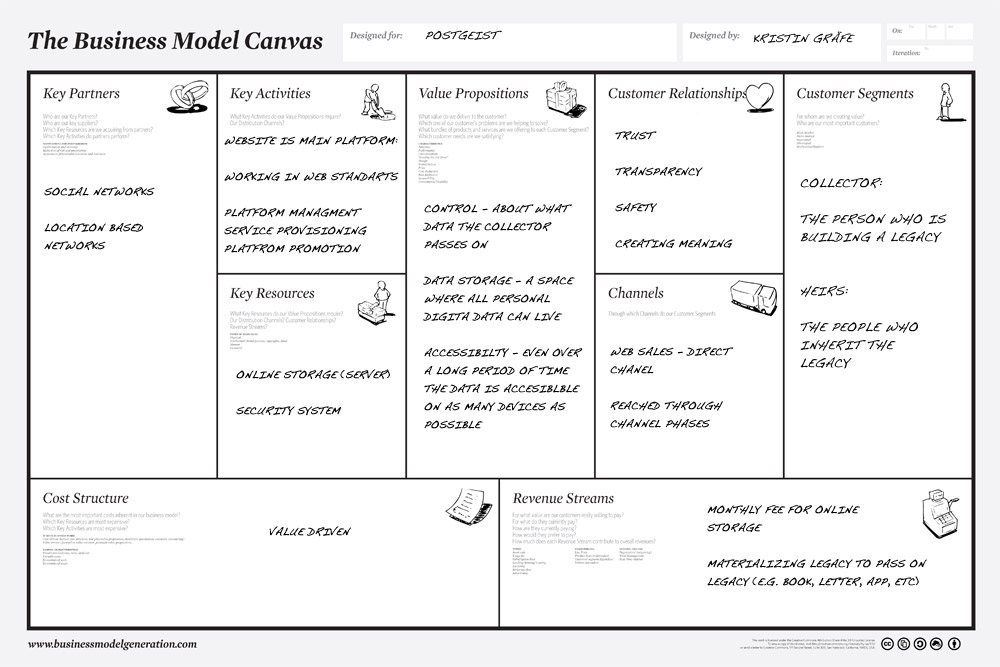 The Business Model Canvas
Designed for:
POSTGEIST
Designed by:
KRISTIN GRÄFE
On:
Iteration:
Key Partners
Who are our Key Partners?
Who are our key suppliers?
Which Key Resources are we acquiring from partners?
Which Key Activities do partners perform?
SOCIAL NETWORKS
LOCATION BASED
NETWORKS
Key Activities
What Key Activities do our Value Propositions require?
Our Distribution Channels?
WEBSITE IS MAIN PLATFORM:
WORKING IN WEB STANDARTS
PLATFORM MANAGMENT
SERVICE PROVISIONING
PLATFROM PROMOTION
Key Resources
What Key Resources do our Value Propositions require?
Our Distribution Channels? Customer Relationships?
Revenue Streams?
ONLINE STORAGE (SERVER)
SECURITY SYSTEM
Value Propositions
What value do we deliver to the customer?
Which one of our customer's problems are we helping to solve?
What bundles of products and services are we offering to each Customer Segment?
Which customer needs are we satisfying?
CONTROL - ABOUT WHAT
DATA THE COLLECTOR
PASSES ON
DATA STORAGE - A SPACE
WHERE ALL PERSONAL
DIGITA DATA CAN LIVE
ACCESSIBILTY - EVEN OVER
A LONG PERIOD OF TIME
THE DATA IS ACCESIBLBLE
ON AS MANY DEVICES AS
POSSIBLE
Customer Relationships
TRUST
TRANSPARENCY
SAFETY
CREATING MEANING
Channels
Through which Channels do our Customer Segments
WEB SALES - DIRECT
CHANEL
REACHED THROUGH
CHANNEL PHASES
Customer Segments
For whom are we creating value?
Who are our most important customers?
COLLECTOR:
THE PERSON WHO IS
BUILDING A LEGACY
HEIRS:
THE PEOPLE WHO
INHERIT THE
LEGACY
Cost Structure
What are the most important costs inherent in our business model?
Which Key Resources are most expensive?
Which Key Activities are most expensive?
VALUE DRIVEN
Revenue Streams
For what value are our customers really willing to pay?
For what do they currently pay?
How are they currently paying?
How would they prefer to pay?
How much does each Revenue Stream contribute to overall revenues?
MONTHLY FEE FOR ONLINE
STORAGE
MATERIALIZING LEGACY TO PASS ON
LEGACY (E.G. BOOK, LETTER, APP, ETC)
www.businessmodelgeneration.com